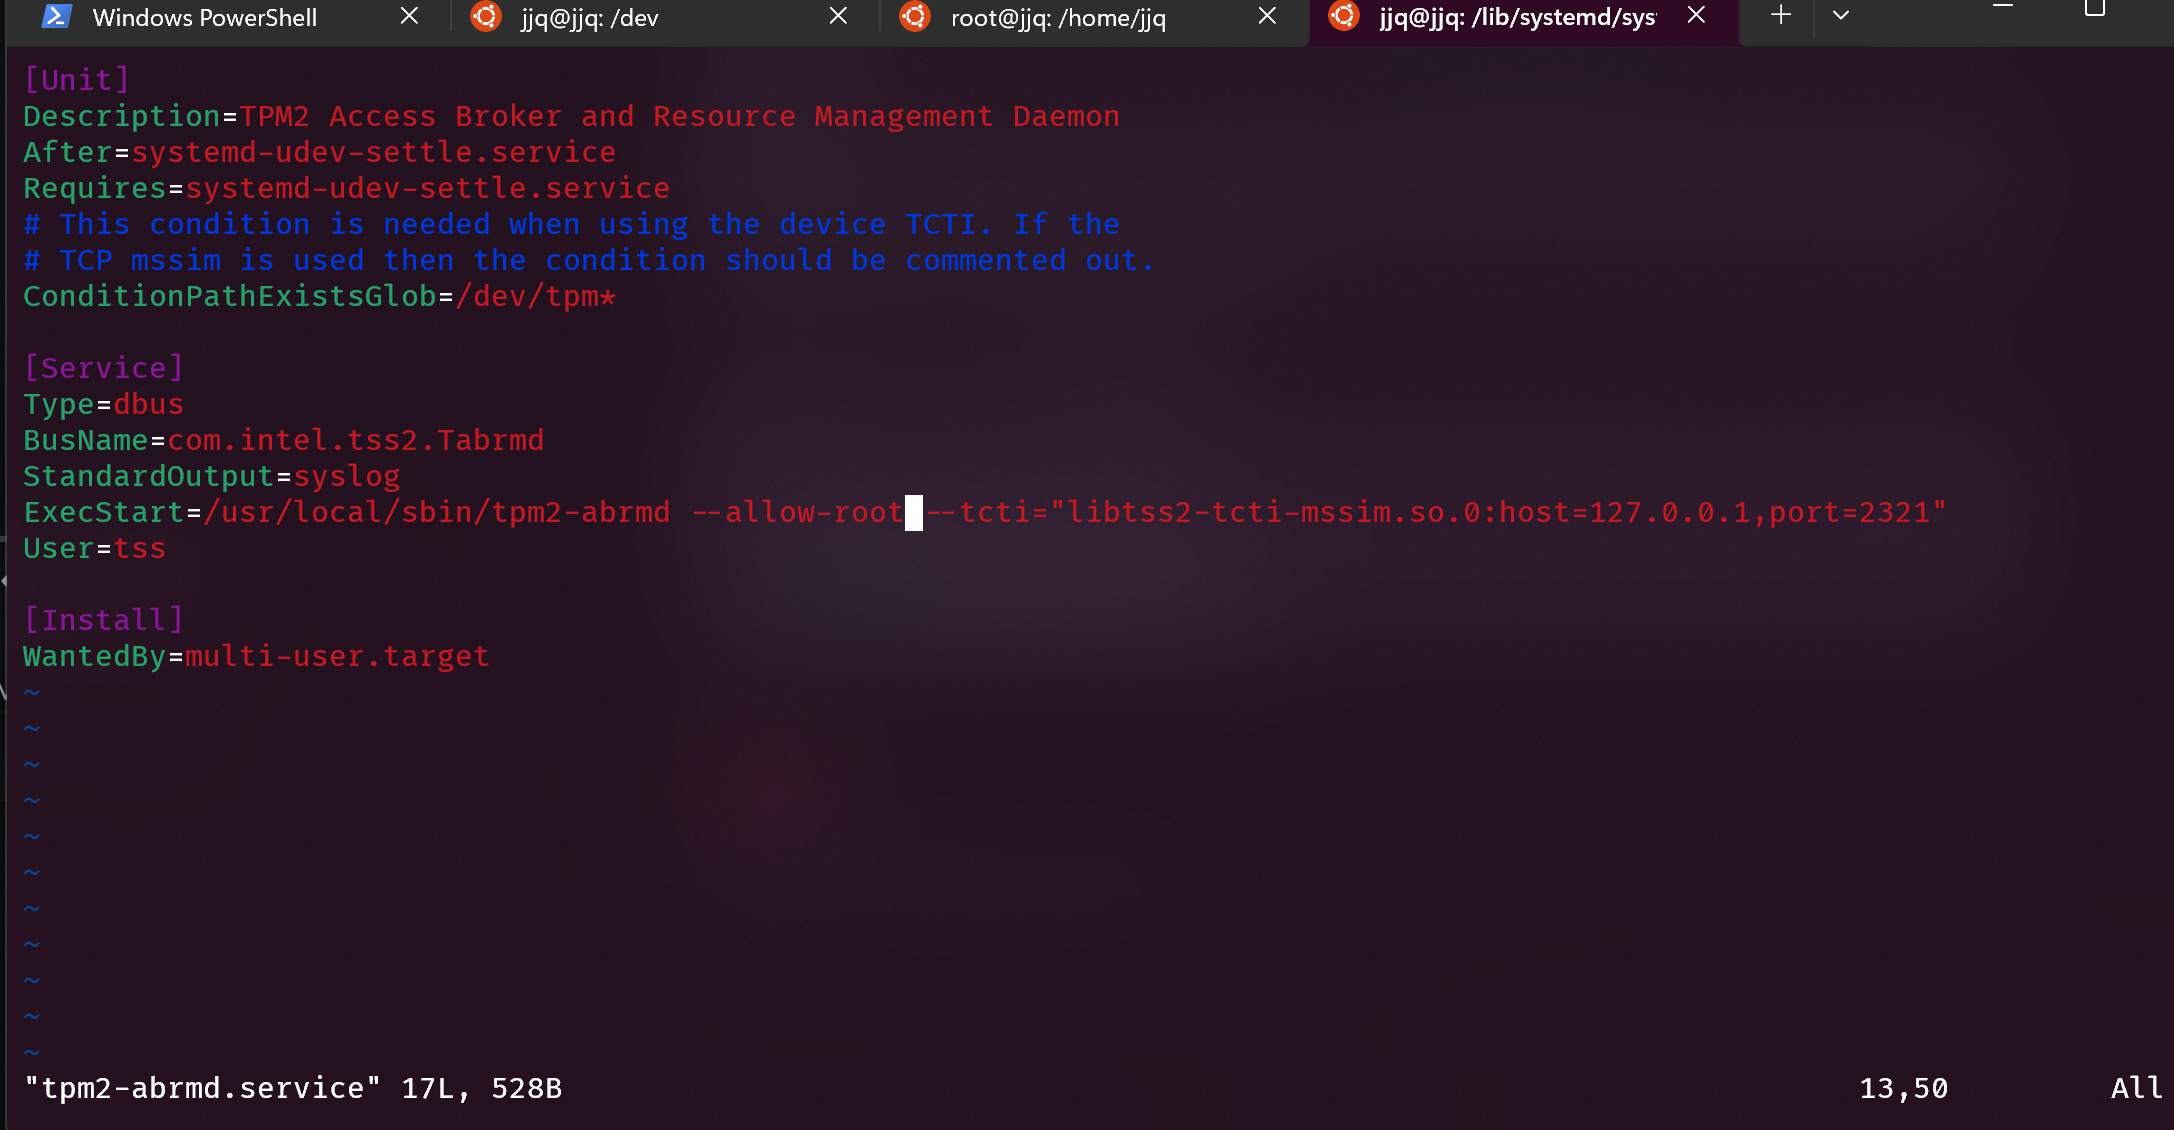 Windows PowerShell
jjq@jjq: /dev
root@jjq: /home/jjq
jjq@jjq: /lib/systemd/sys
[Unit]
Description=TPM2 Access Broker and Resource Management Daemon
After=systemd-udev-settle.service
Requires=systemd-udev-settle.service
# This condition is needed when using the device TCTI. If the
# TCP mssim is used then the condition should be commented out.
ConditionPathExistsGlob=/dev/tpm*
[Service]
Type=dbus
BusName=com.intel.tss2.Tabrmd
StandardOutput=syslog
ExecStart=/usr/local/sbin/tpm2-abrmd --allow-root --tcti="libtss2-tcti-mssim.so.0:host=127.0.0.1,port=2321"
User=tss
[Install]
WantedBy=multi-user.target
~
~
~
~
~
~
~
~
~
~
~
"tpm2-abrmd.service" 17L, 528B 13,50 All